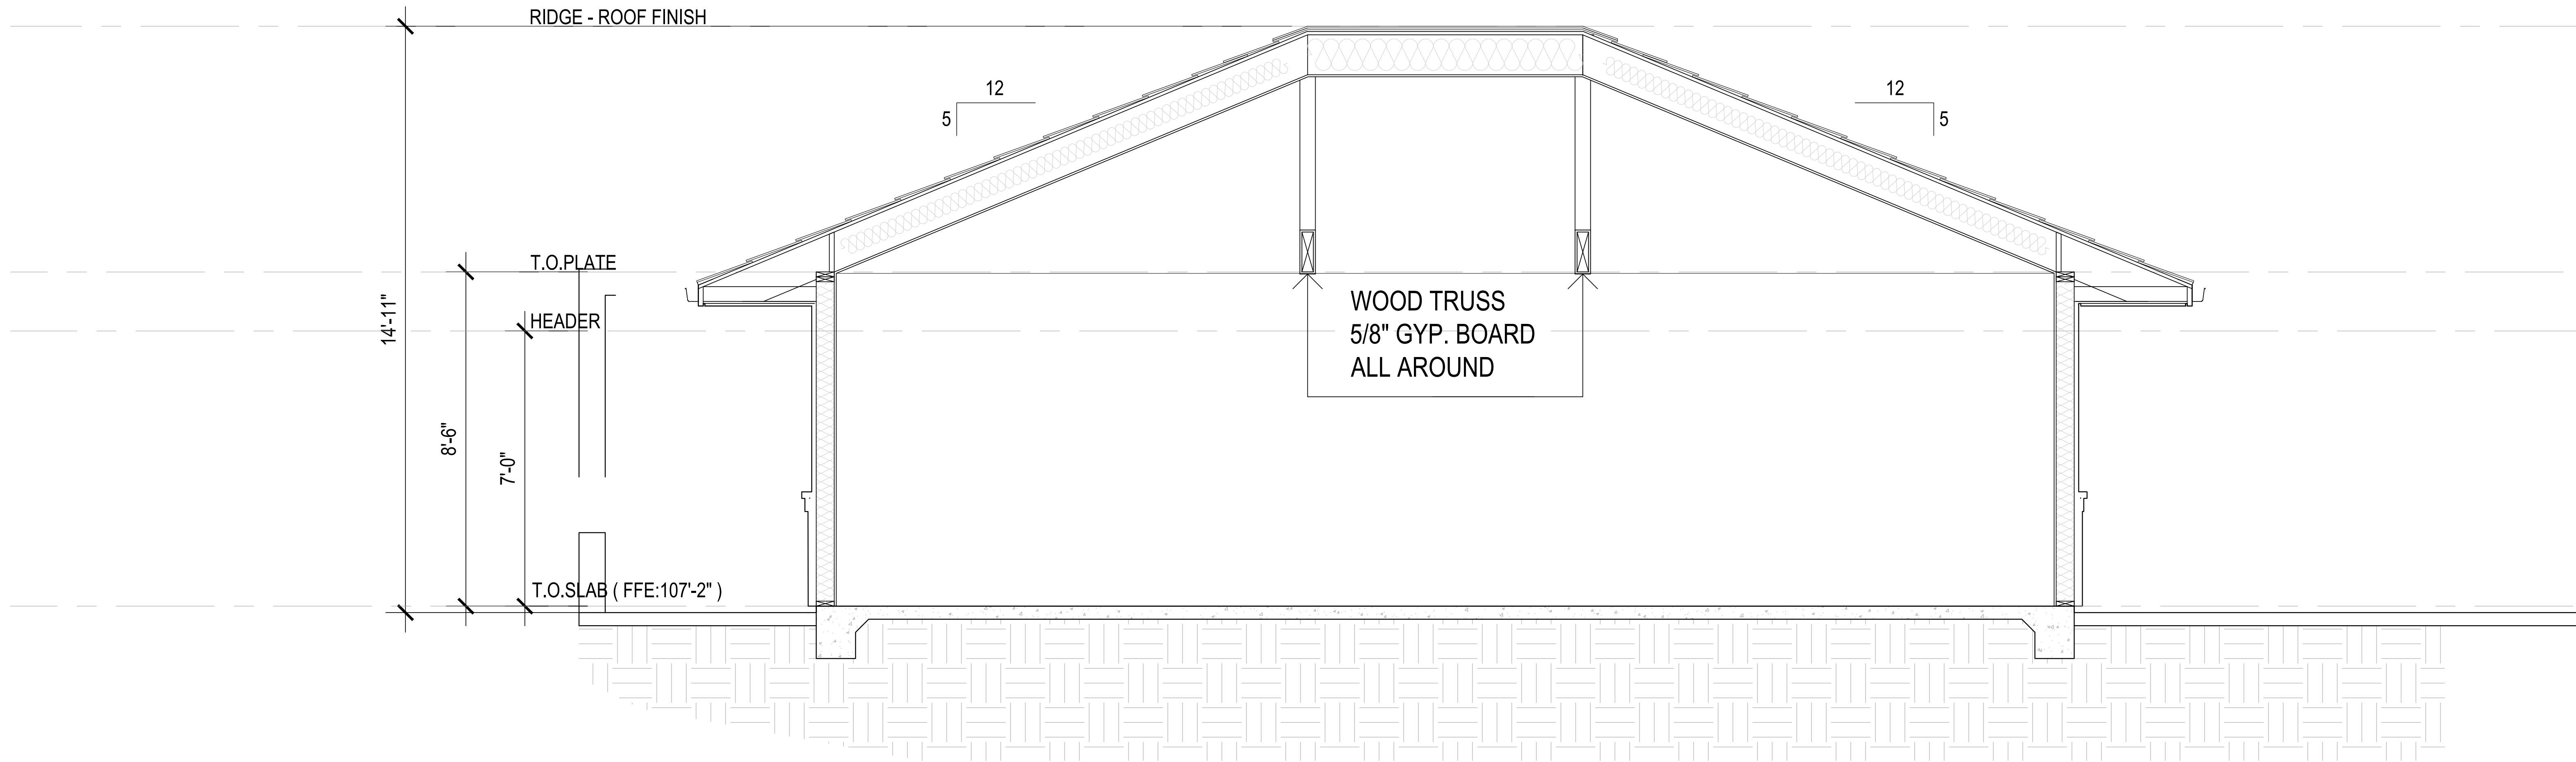 RIDGE - ROOF FINISH
12
5
12
5
T.O.PLATE
HEADER
14'-11"
8'-6"
7'-0"
WOOD TRUSS
5/8" GYP. BOARD
ALL AROUND
T.O.SLAB ( FFE:107'-2" )